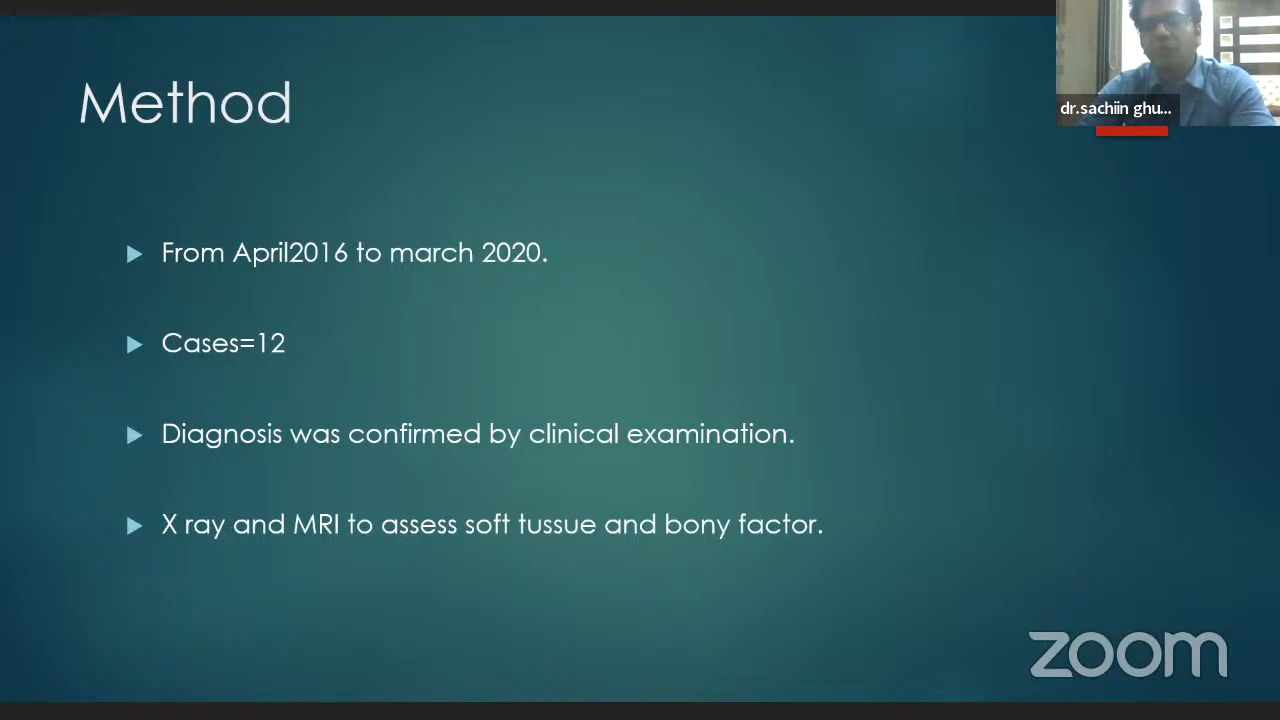 Method
dr.sachiin ghu...
From April2016 to march 2020.
Cases=12
Diagnosis was confirmed by clinical examination.
X ray and MRI to assess soft tussue and bony factor.
zoom